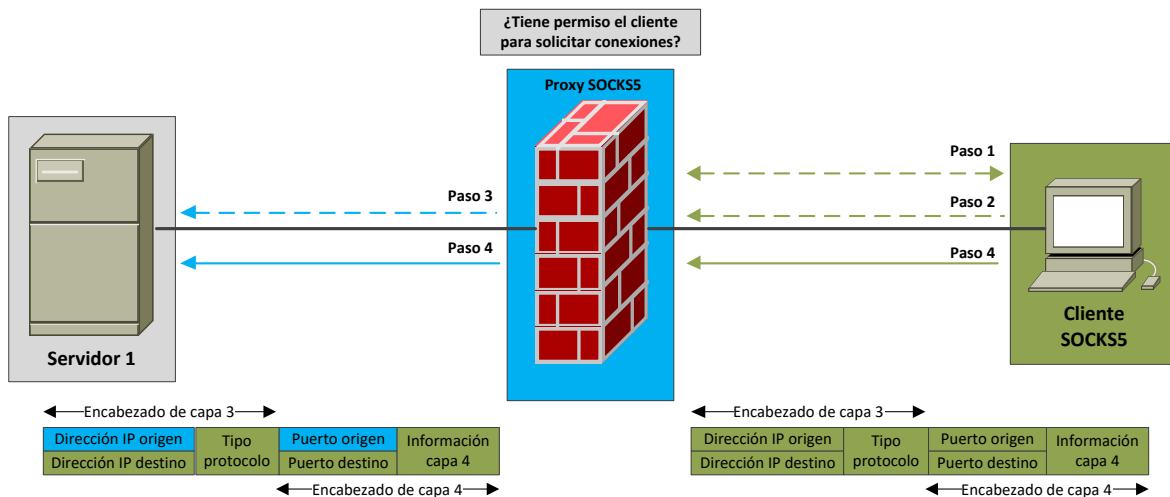 ¿Tiene permiso el cliente
para solicitar conexiones?
Proxy SOCKS5
Paso 1
Paso 3
Paso 2
Paso 4
Paso 4
Servidor 1
Cliente
SOCKS5
Encabezado de capa 3
Dirección IP origen
Dirección IP destino
Tipo
protocolo
Puerto origen
Puerto destino
Información
capa 4
Encabezado de capa 4
Encabezado de capa 3
Dirección IP origen
Dirección IP destino
Tipo
protocolo
Puerto origen
Puerto destino
Información
capa 4
Encabezado de capa 4